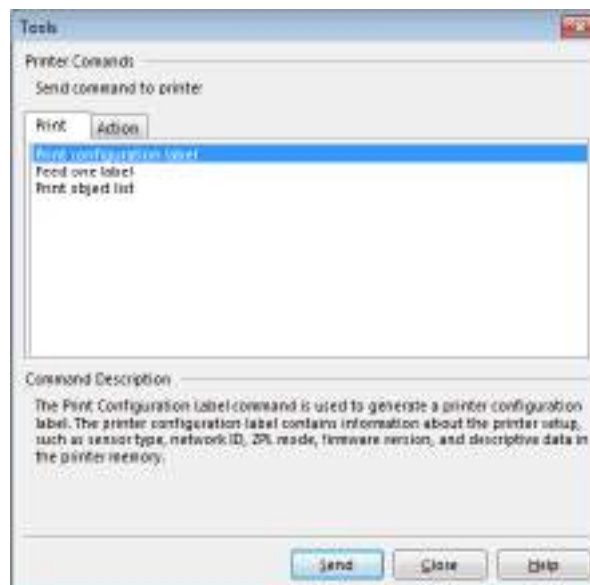 Tools
Printer Comands
Send command to printer
Print
Action
Print configuration label
Feed one label
Print object list
Command Description
The Print Configuration Label command is used to generate a printer configuration
label. The printer configuration label contains information about the printer setup,
such as sensor type, network ID, ZPL mode, firmware version, and descriptive data in
the printer memory.
Send
Close
Help